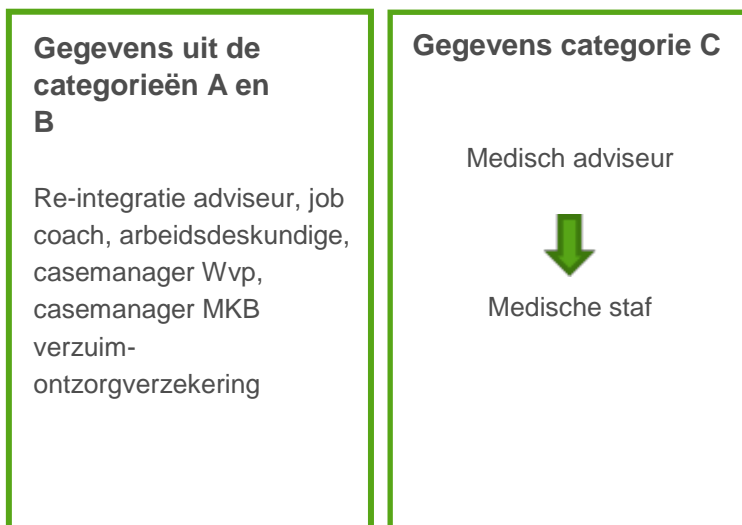 Gegevens uit de
categorieën A en
B
Re-integratie adviseur, job
coach, arbeidsdeskundige,
casemanager Wvp,
casemanager MKB
verzuim-
ontzorgverzekering
Gegevens categorie C
Medisch adviseur
Medische staf